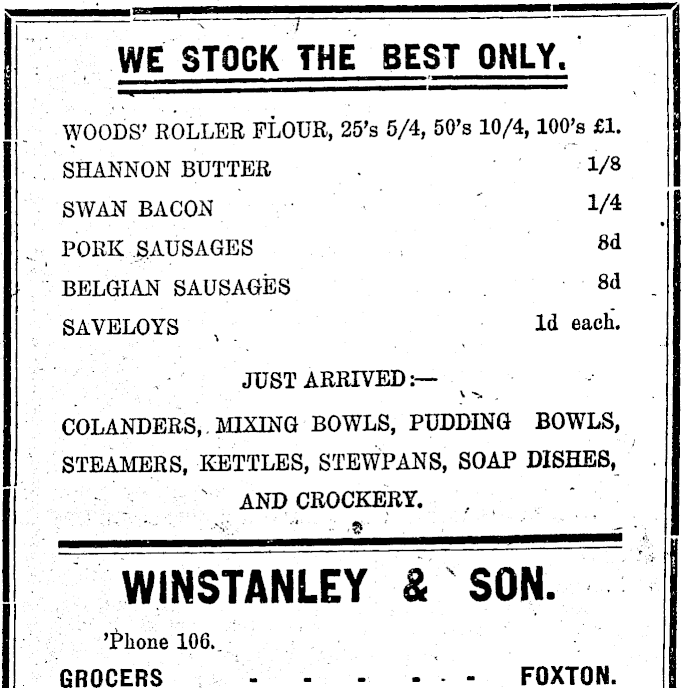 WE STOCK THE BEST ONLY.
WOODS' ROLLER FLOUR, 25's 5/4, 50's 10/4, 100's £1.
SHANNON BUTTER 1/8
SWAN BACON 1/4
PORK SAUSAGES 8d
BELGIAN SAUSAGES 8d
SAVELOYS 1d each.
JUST ARRIVED:—
COLANDERS, MIXING BOWLS, PUDDING BOWLS,
STEAMERS, KETTLES, STEWPANS, SOAP DISHES,
AND CROCKERY.
WINSTANLEY & SON.
'Phone 106.
GROCERS - - - - - FOXTON.